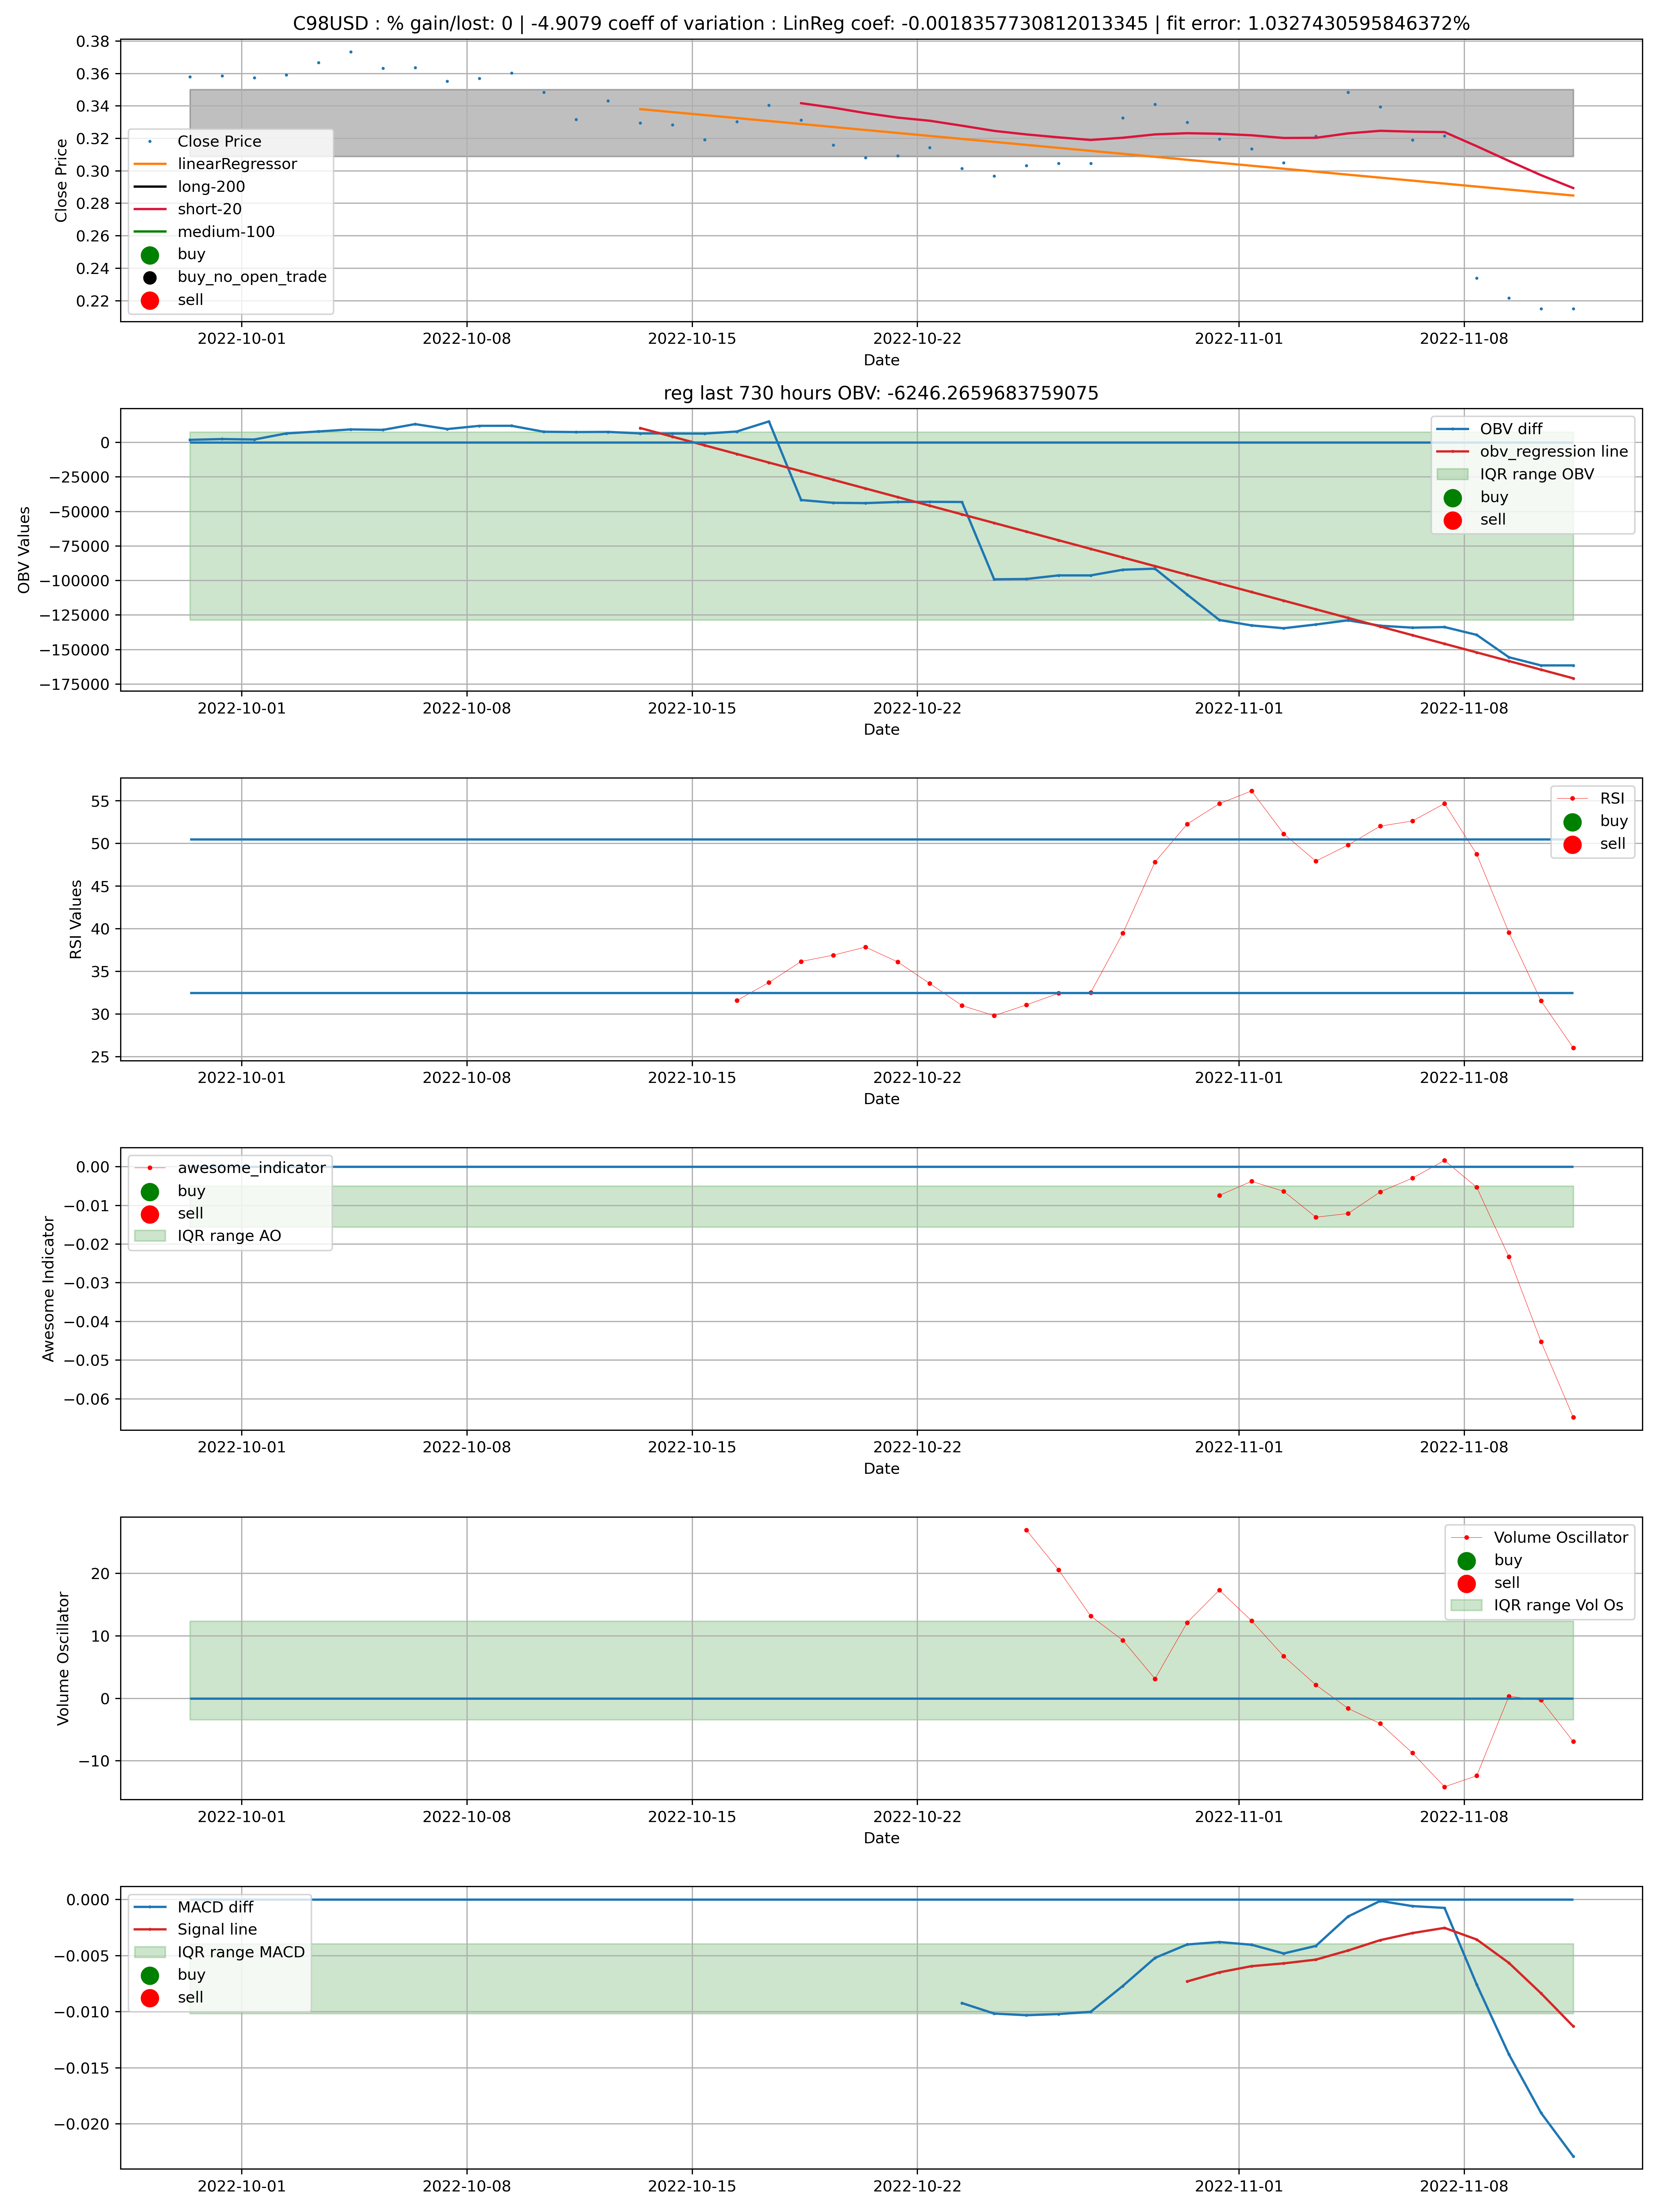 C98USD : % gain/lost: 0 | -4.9079 coeff of variation : LinReg coef: -0.0018357730812013345 | fit error: 1.0327430595846372%
0.38
0.36
0.34
0.32
0.30
0.28
0.26
0.24
0.22
Close Price
Close Price
linearRegressor
long-200
short-20
medium-100
buy
buy_no_open_trade
sell
2022-10-01 2022-10-08 2022-10-15 2022-10-22 2022-11-01 2022-11-08
Date
reg last 730 hours OBV: -6246.2659683759075
0
−25000
−50000
−75000
−100000
−125000
−150000
−175000
OBV Values
OBV diff
obv_regression line
IQR range OBV
buy
sell
2022-10-01 2022-10-08 2022-10-15 2022-10-22 2022-11-01 2022-11-08
Date
55
50
45
40
35
30
25
RSI Values
RSI
buy
sell
2022-10-01 2022-10-08 2022-10-15 2022-10-22 2022-11-01 2022-11-08
Date
0.00
−0.01
−0.02
−0.03
−0.04
−0.05
−0.06
Awesome Indicator
awesome_indicator
buy
sell
IQR range AO
2022-10-01 2022-10-08 2022-10-15 2022-10-22 2022-11-01 2022-11-08
Date
20
10
0
−10
Volume Oscillator
Volume Oscillator
buy
sell
IQR range Vol Os
2022-10-01 2022-10-08 2022-10-15 2022-10-22 2022-11-01 2022-11-08
Date
0.000
−0.005
−0.010
−0.015
−0.020
MACD diff
Signal line
IQR range MACD
buy
sell
2022-10-01 2022-10-08 2022-10-15 2022-10-22 2022-11-01 2022-11-08